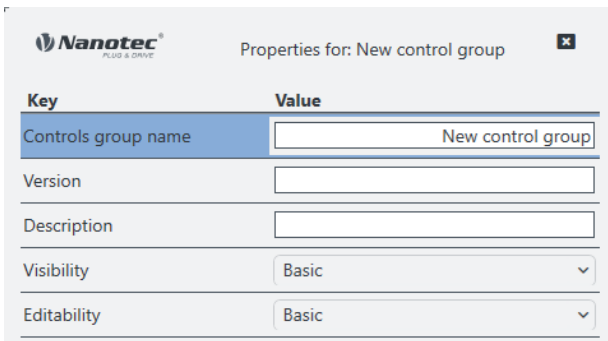 Nanotec®
PLUG & DRIVE
Properties for: New control group
Key Value
Controls group name New control group
Version
Description
Visibility Basic
Editability Basic